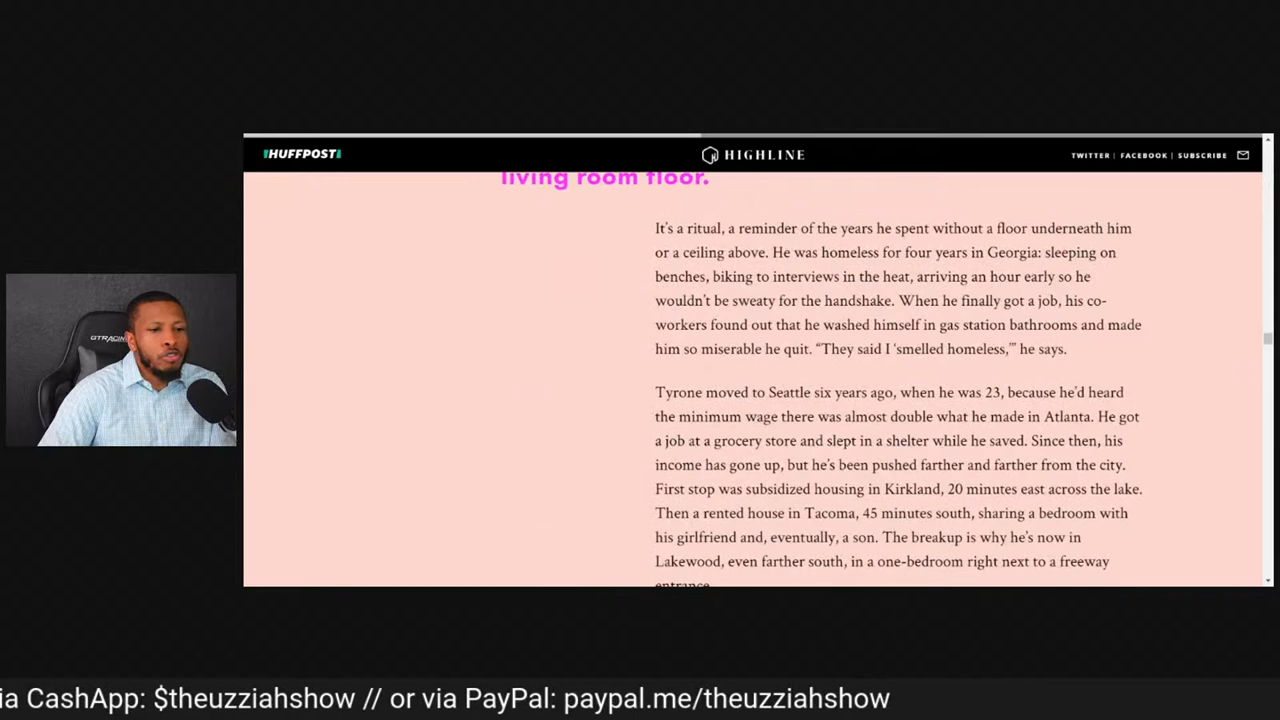 HUFFPOST
HIGHLINE
TWITTER | FACEBOOK | SUBSCRIBE
living room floor.
It's a ritual, a reminder of the years he spent without a floor underneath him
or a ceiling above. He was homeless for four years in Georgia: sleeping on
benches, biking to interviews in the heat, arriving an hour early so he
wouldn't be sweaty for the handshake. When he finally got a job, his co-
workers found out that he washed himself in gas station bathrooms and made
him so miserable he quit. “They said I ‘smelled homeless,’” he says.
Tyrone moved to Seattle six years ago, when he was 23, because he'd heard
the minimum wage there was almost double what he made in Atlanta. He got
a job at a grocery store and slept in a shelter while he saved. Since then, his
income has gone up, but he's been pushed farther and farther from the city.
First stop was subsidized housing in Kirkland, 20 minutes east across the lake.
Then a rented house in Tacoma, 45 minutes south, sharing a bedroom with
his girlfriend and, eventually, a son. The breakup is why he's now in
Lakewood, even farther south, in a one-bedroom right next to a freeway
entrance.
GTRACING
ia CashApp: $theuzziahshow // or via PayPal: paypal.me/theuzziahshow